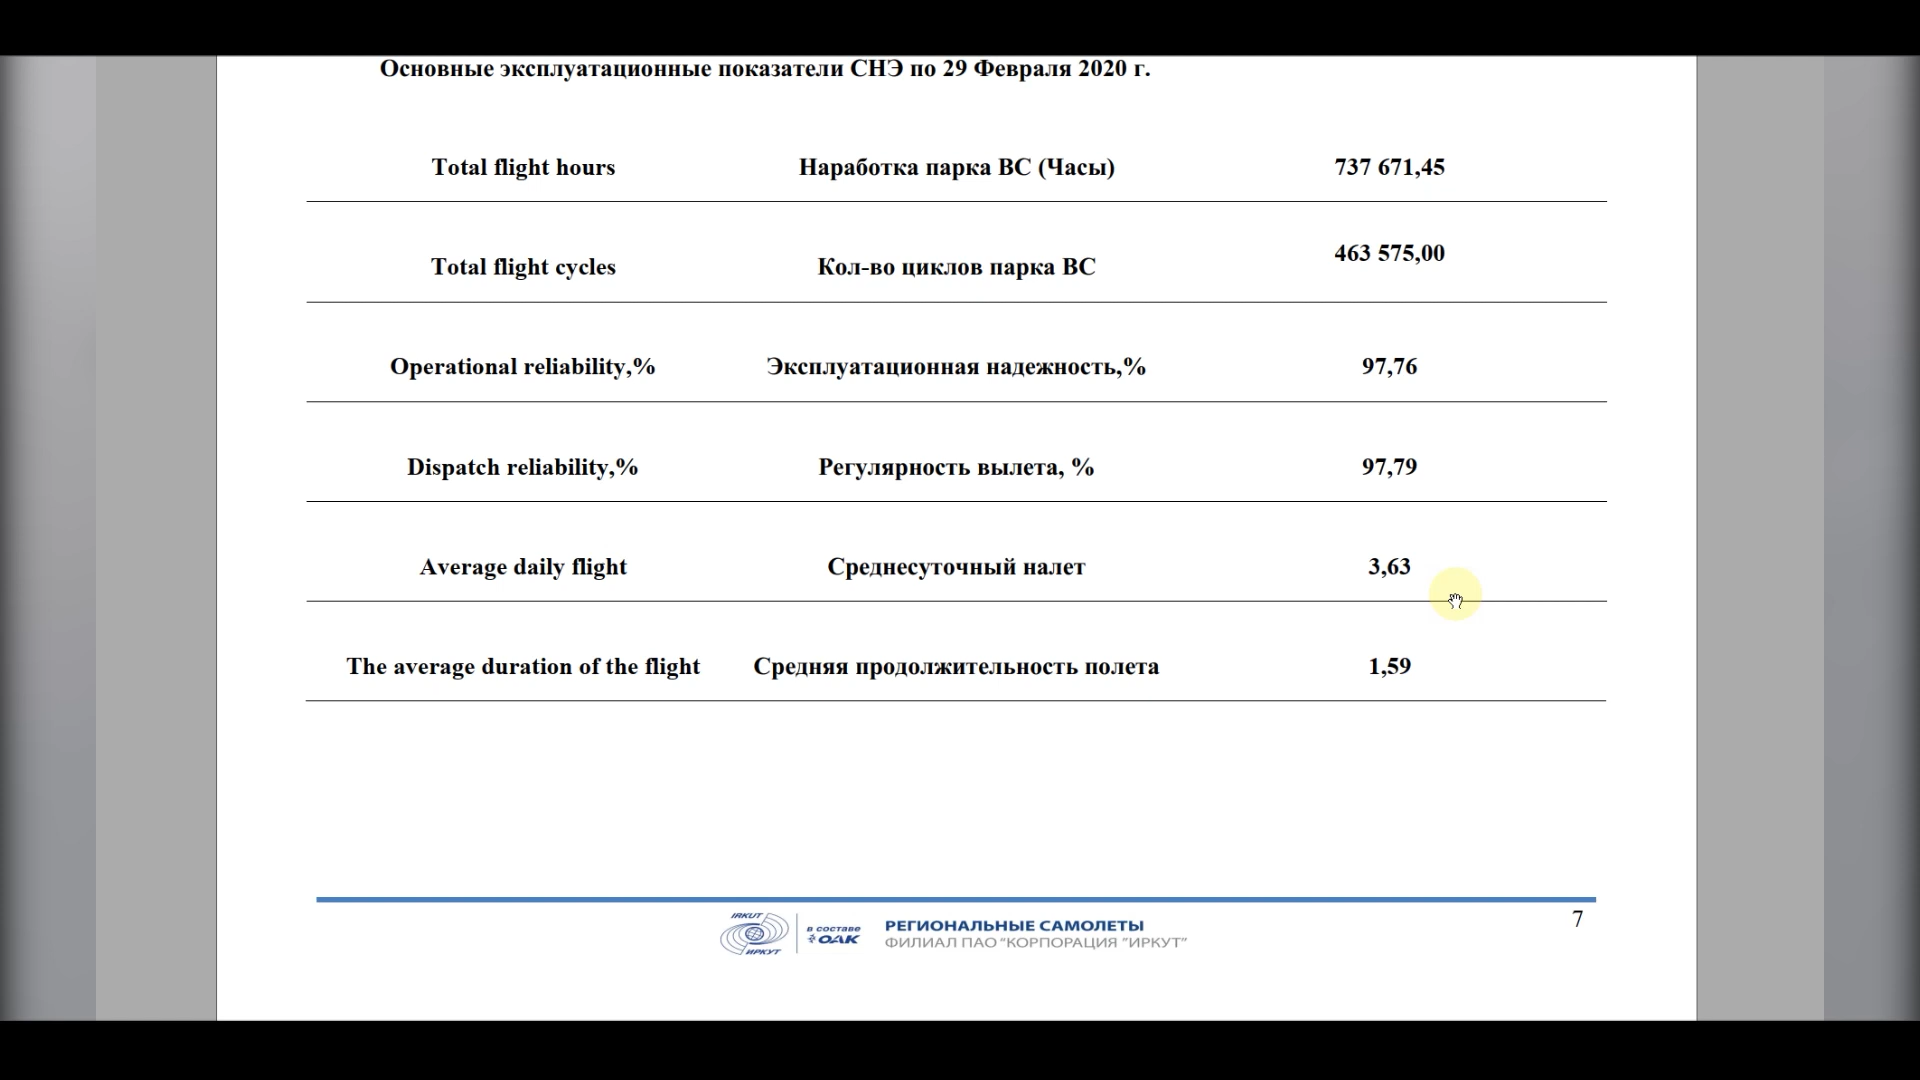 Основные эксплуатационные показатели СНЭ по 29 Февраля 2020 г.
Total flight hours Наработка парка ВС (Часы) 737 671,45
Total flight cycles Кол-во циклов парка ВС 463 575,00
Operational reliability,% Эксплуатационная надежность,% 97,76
Dispatch reliability,% Регулярность вылета, % 97,79
Average daily flight Среднесуточный налет 3,63
The average duration of the flight Средняя продолжительность полета 1,59
7
IRKUT
ИРКУТ
в составе
ОАК
РЕГИОНАЛЬНЫЕ САМОЛЕТЫ
ФИЛИАЛ ПАО "КОРПОРАЦИЯ "ИРКУТ"